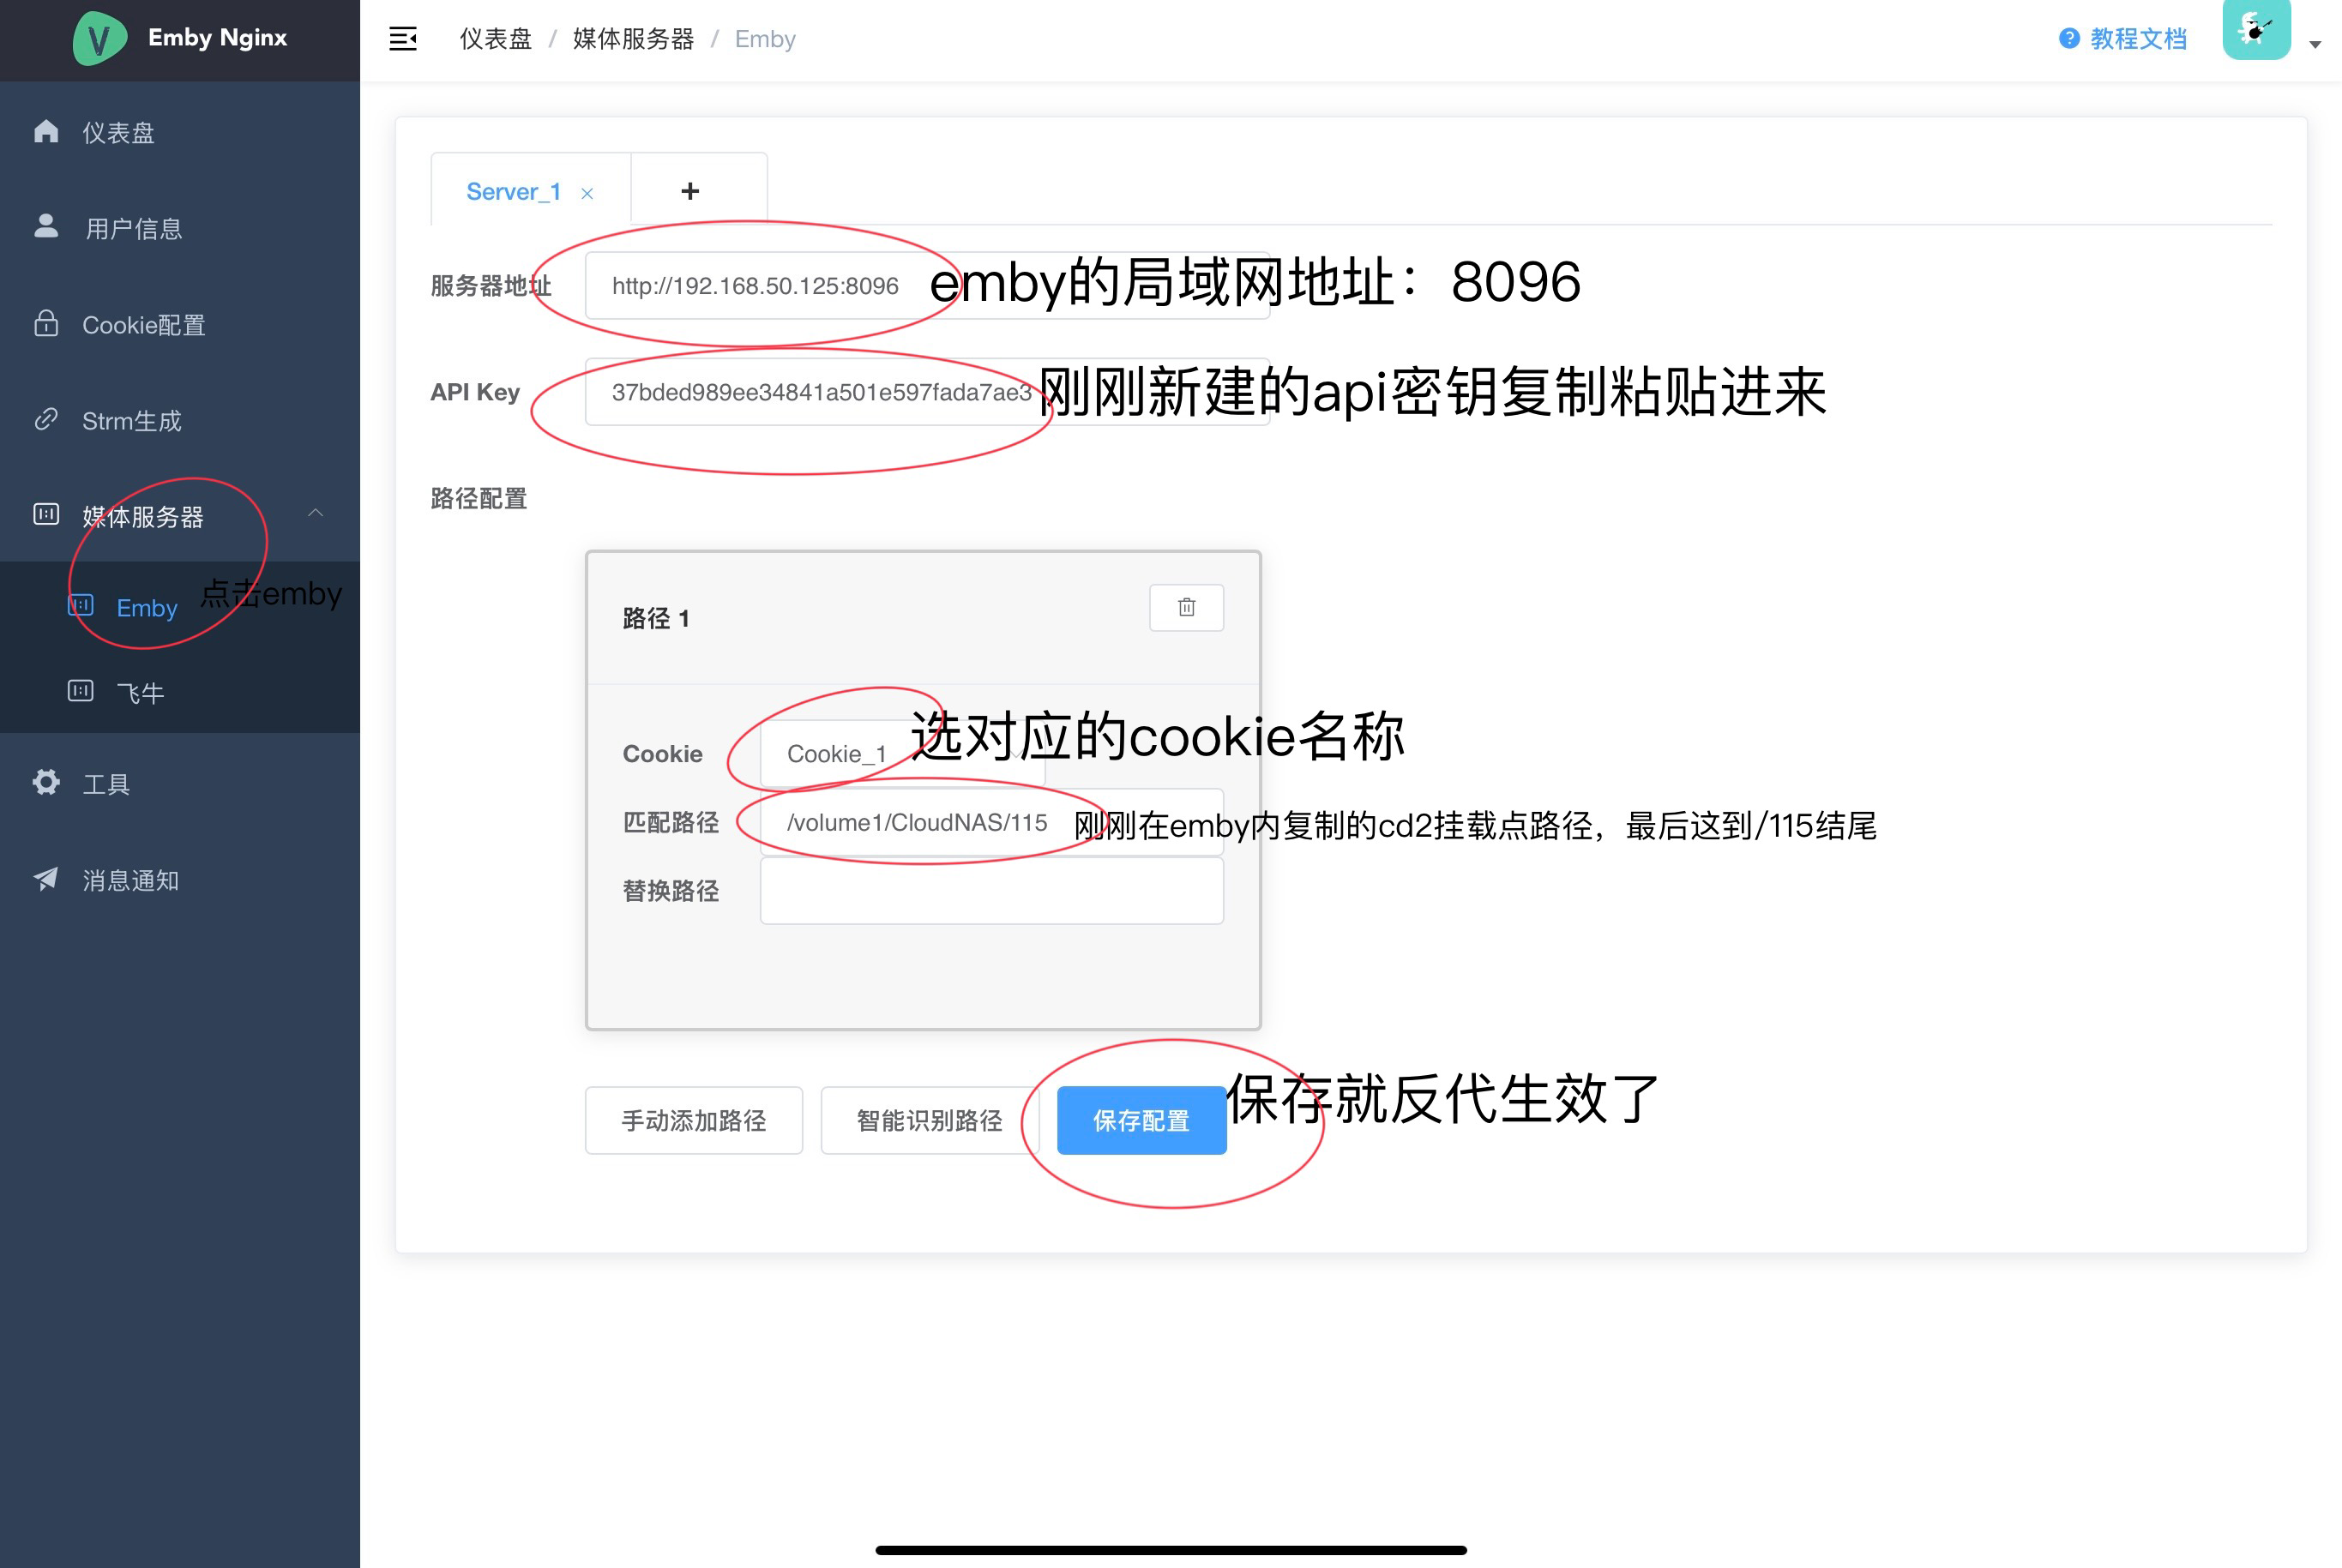 V Emby Nginx
仪表盘 / 媒体服务器 / Emby
? 教程文档
仪表盘
用户信息
Cookie配置
Strm生成
媒体服务器
Emby
点击emby
飞牛
工具
消息通知
Server_1 × +
服务器地址 http://192.168.50.125:8096 emby的局域网地址：8096
API Key 37bded989ee34841a501e597fada7ae3 刚刚新建的api密钥复制粘贴进来
路径配置
路径 1
Cookie Cookie_1 选对应的cookie名称
匹配路径 /volume1/CloudNAS/115 刚刚在emby内复制的cd2挂载点路径，最后这到/115结尾
替换路径
手动添加路径 智能识别路径 保存配置 保存就反代生效了